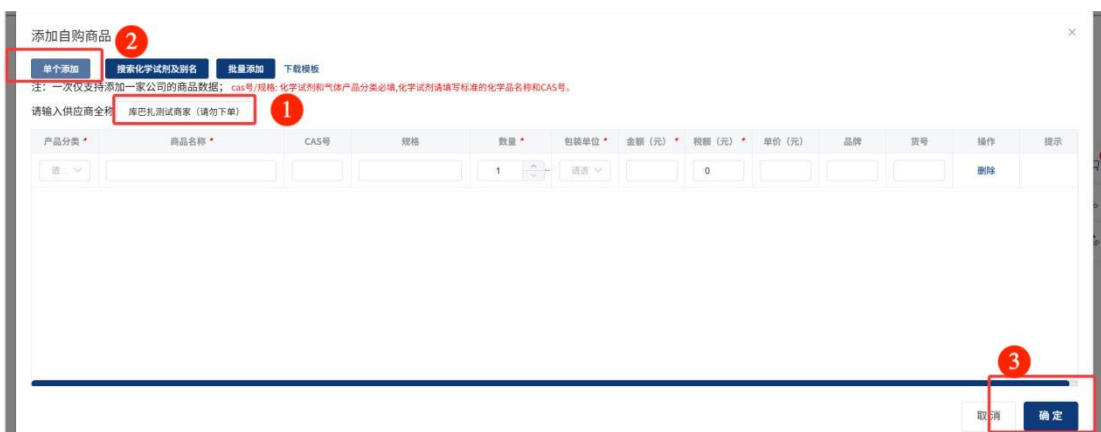 添加自购商品
2
单个添加 搜索化学试剂及别名 批量添加 下载模板
注：一次仅支持添加一家公司的商品数据；cas号/规格: 化学试剂和气体产品分类必填,化学试剂请填写标准的化学品名称和CAS号。
请输入供应商全称 库巴扎测试商家（请勿下单） 1
产品分类 * 商品名称 * CAS号 规格 数量 * 包装单位 * 金额（元） * 税额（元） * 单价（元） 品牌 货号 操作 提示
请... 1 请选 0 删除
3
取消 确定